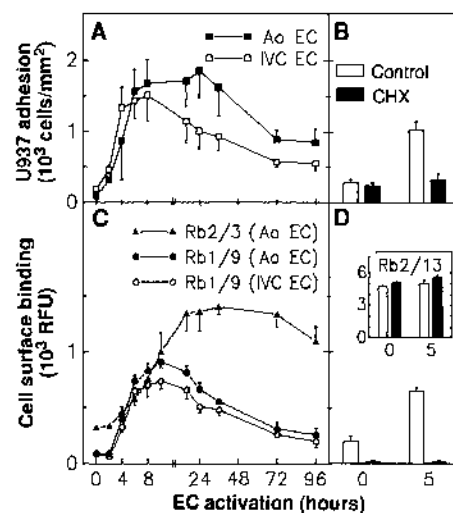 A
Ao EC
IVC EC
2
1
0
U937 adhesion
(10³ cells/mm²)
B
Control
CHX
C
Rb2/3 (Ao EC)
Rb1/9 (Ao EC)
Rb1/9 (IVC EC)
1
0
Cell surface binding
(10³ RFU)
0 4 8 24 48 72 96
EC activation (hours)
D
Rb2/13
6
3
0
0 5
0 5